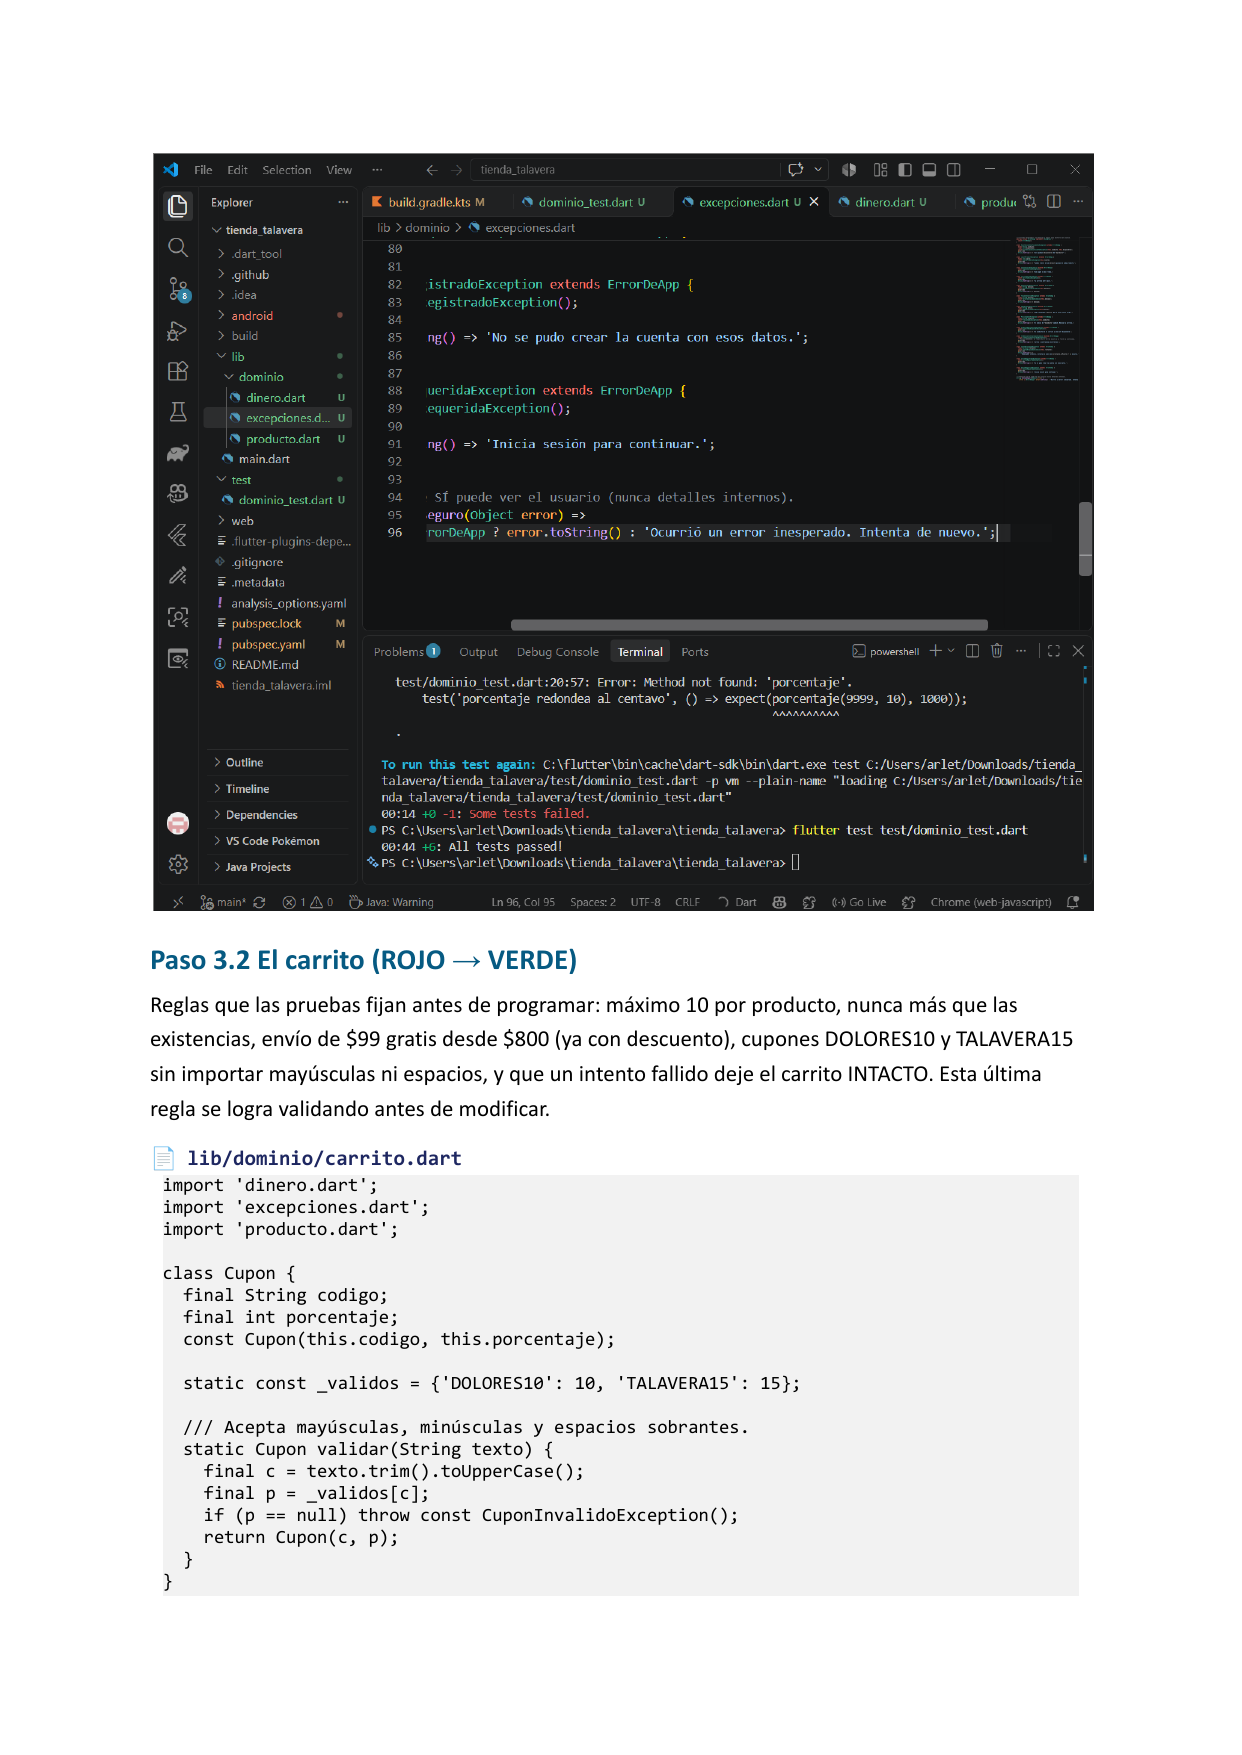 File Edit Selection View ··· tienda_talavera
Explorer ···
build.gradle.kts M dominio_test.dart U excepciones.dart U dinero.dart U produc
tienda_talavera
lib > dominio > excepciones.dart
.dart_tool
.github
.idea
android
build
lib
dominio
dinero.dart U
excepciones.d... U
producto.dart U
main.dart
test
dominio_test.dart U
web
.flutter-plugins-depe...
.gitignore
.metadata
analysis_options.yaml
pubspec.lock M
pubspec.yaml M
README.md
tienda_talavera.iml
Outline
Timeline
Dependencies
VS Code Pokémon
Java Projects
80
81
82 istradoException extends ErrorDeApp {
83 egistradoException();
84
85 ng() => 'No se pudo crear la cuenta con esos datos.';
86
87
88 ueridaException extends ErrorDeApp {
89 equeridaException();
90
91 ng() => 'Inicia sesión para continuar.';
92
93
94 SÍ puede ver el usuario (nunca detalles internos).
95 eguro(Object error) =>
96 rorDeApp ? error.toString() : 'Ocurrió un error inesperado. Intenta de nuevo.';
Problems 1 Output Debug Console Terminal Ports powershell
test/dominio_test.dart:20:57: Error: Method not found: 'porcentaje'.
test('porcentaje redondea al centavo', () => expect(porcentaje(9999, 10), 1000));
^^^^^^^^^^
.
To run this test again: C:\flutter\bin\cache\dart-sdk\bin\dart.exe test C:/Users/arlet/Downloads/tienda_
talavera/tienda_talavera/test/dominio_test.dart -p vm --plain-name "loading C:/Users/arlet/Downloads/tie
nda_talavera/tienda_talavera/test/dominio_test.dart"
00:14 +0 -1: Some tests failed.
PS C:\Users\arlet\Downloads\tienda_talavera\tienda_talavera> flutter test test/dominio_test.dart
00:44 +6: All tests passed!
PS C:\Users\arlet\Downloads\tienda_talavera\tienda_talavera>
main* 1 0 Java: Warning Ln 96, Col 95 Spaces: 2 UTF-8 CRLF Dart Go Live Chrome (web-javascript)
Paso 3.2 El carrito (ROJO → VERDE)
Reglas que las pruebas fijan antes de programar: máximo 10 por producto, nunca más que las
existencias, envío de $99 gratis desde $800 (ya con descuento), cupones DOLORES10 y TALAVERA15
sin importar mayúsculas ni espacios, y que un intento fallido deje el carrito INTACTO. Esta última
regla se logra validando antes de modificar.
lib/dominio/carrito.dart
import 'dinero.dart';
import 'excepciones.dart';
import 'producto.dart';
class Cupon {
final String codigo;
final int porcentaje;
const Cupon(this.codigo, this.porcentaje);
static const _validos = {'DOLORES10': 10, 'TALAVERA15': 15};
/// Acepta mayúsculas, minúsculas y espacios sobrantes.
static Cupon validar(String texto) {
final c = texto.trim().toUpperCase();
final p = _validos[c];
if (p == null) throw const CuponInvalidoException();
return Cupon(c, p);
}
}